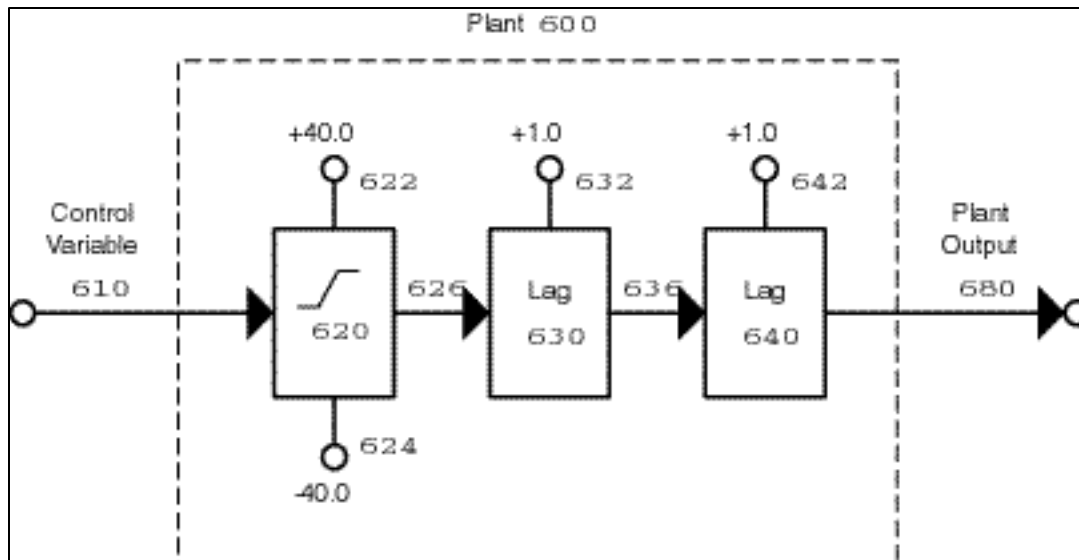 Plant 600
+40.0
+1.0
+1.0
622
632
642
Control
Variable
610
Plant
Output
680
620
626
Lag
630
636
Lag
640
624
-40.0